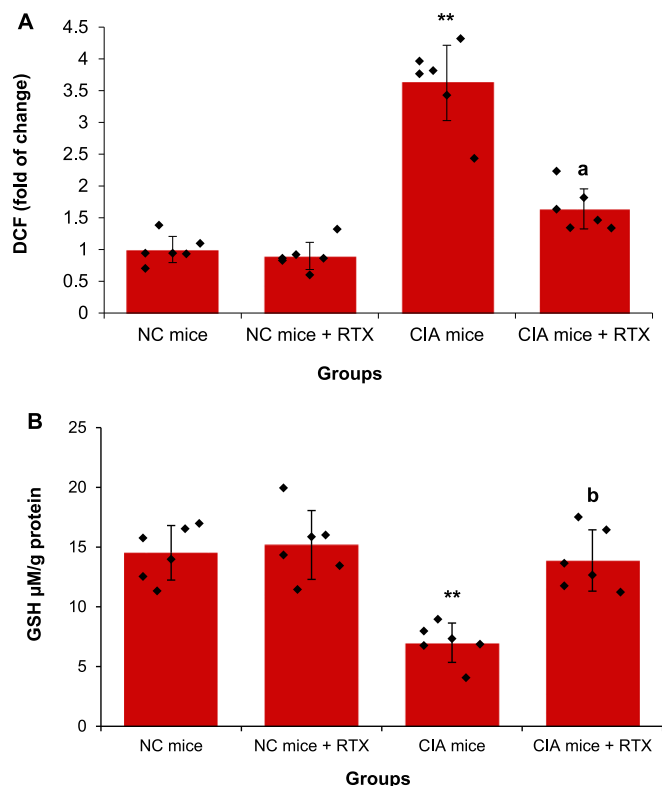 A
DCF (fold of change)
4.5
4
3.5
3
2.5
2
1.5
1
0.5
0
**
a
NC mice
NC mice + RTX
CIA mice
CIA mice + RTX
Groups
B
GSH µM/g protein
25
20
15
10
5
0
**
b
NC mice
NC mice + RTX
CIA mice
CIA mice + RTX
Groups